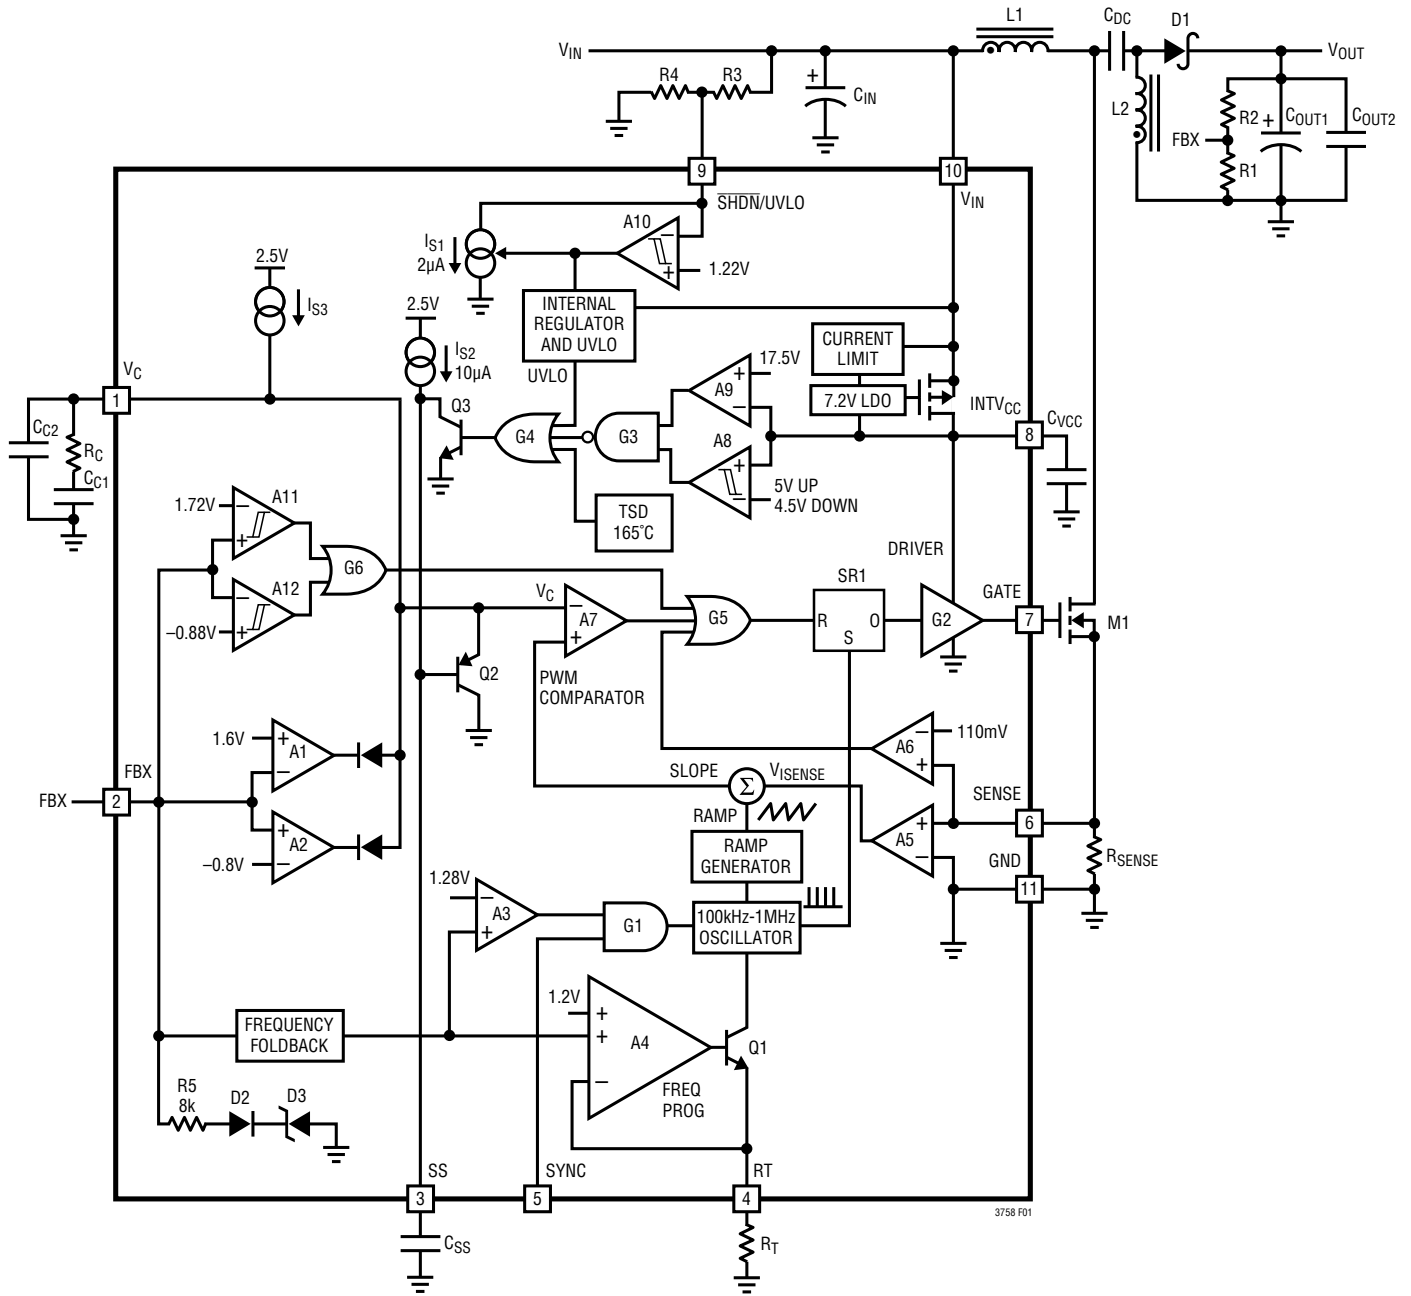 L1
CDC
D1
VIN
VOUT
R4
R3
+
CIN
L2
R2
+
COUT1
COUT2
FBX
R1
9
10
SHDN/UVLO
VIN
A10
−
+
1.22V
IS1
2µA
2.5V
IS3
2.5V
IS2
10µA
INTERNAL
REGULATOR
AND UVLO
UVLO
CURRENT
LIMIT
7.2V LDO
17.5V
+
A9
−
INTVCC
CVCC
VC
1
8
Q3
G4
G3
A8
+
−
5V UP
4.5V DOWN
CC2
RC
CC1
TSD
165˚C
1.72V
−
A11
+
G6
A12
−
−0.88V
+
DRIVER
SR1
GATE
VC
−
A7
+
G5
R
O
S
G2
7
M1
PWM
COMPARATOR
Q2
1.6V
+
A1
−
A6
−
110mV
+
FBX
FBX
2
SLOPE
Σ
VISENSE
SENSE
+
A2
−0.8V
−
RAMP
RAMP
GENERATOR
A5
+
−
6
GND
RSENSE
11
1.28V
−
A3
+
G1
100kHz-1MHz
OSCILLATOR
1.2V
+
+
A4
−
Q1
FREQUENCY
FOLDBACK
FREQ
PROG
R5
8k
D2
D3
SS
SYNC
RT
3
5
4
3758 F01
CSS
RT